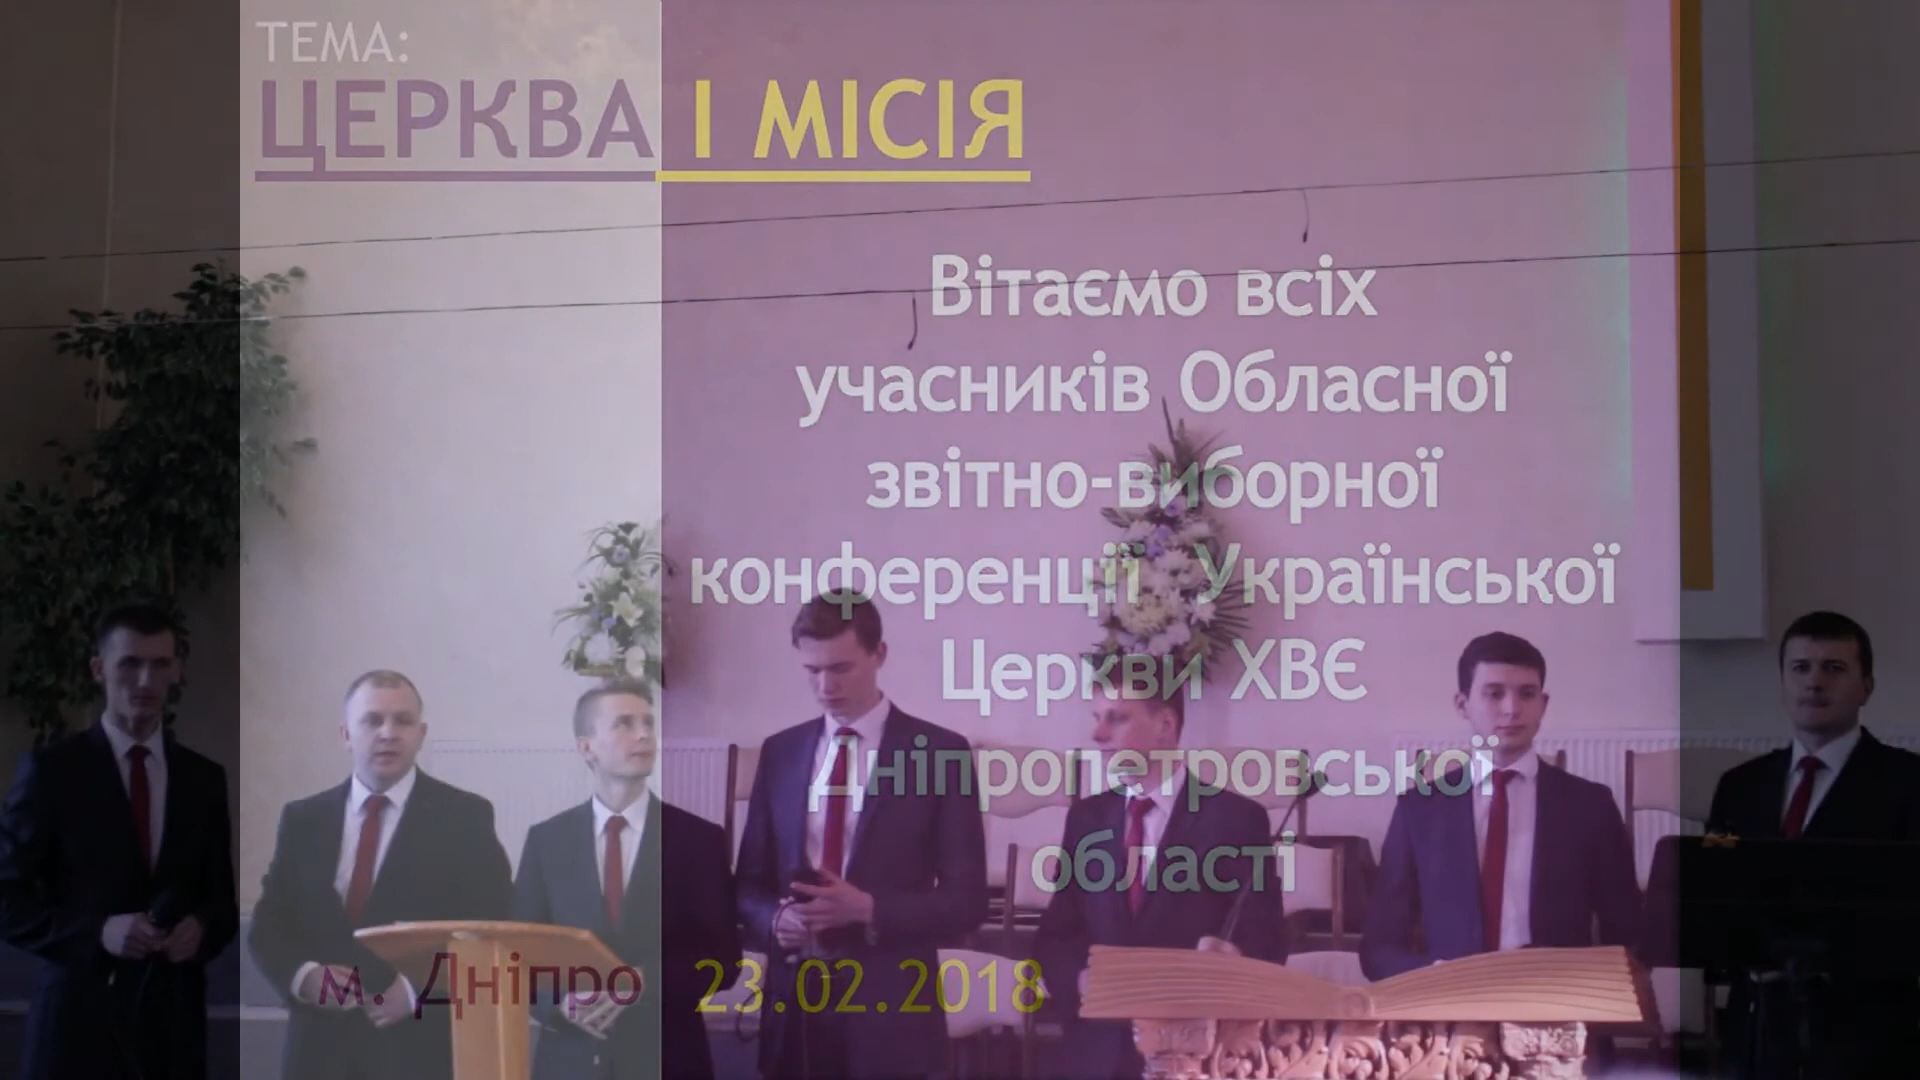 ТЕМА:
ЦЕРКВА І МІСІЯ
Вітаємо всіх
учасників Обласної
звітно-виборної
конференції Української
Церкви ХВЄ
Дніпропетровської
області
м. Дніпро 23.02.2018